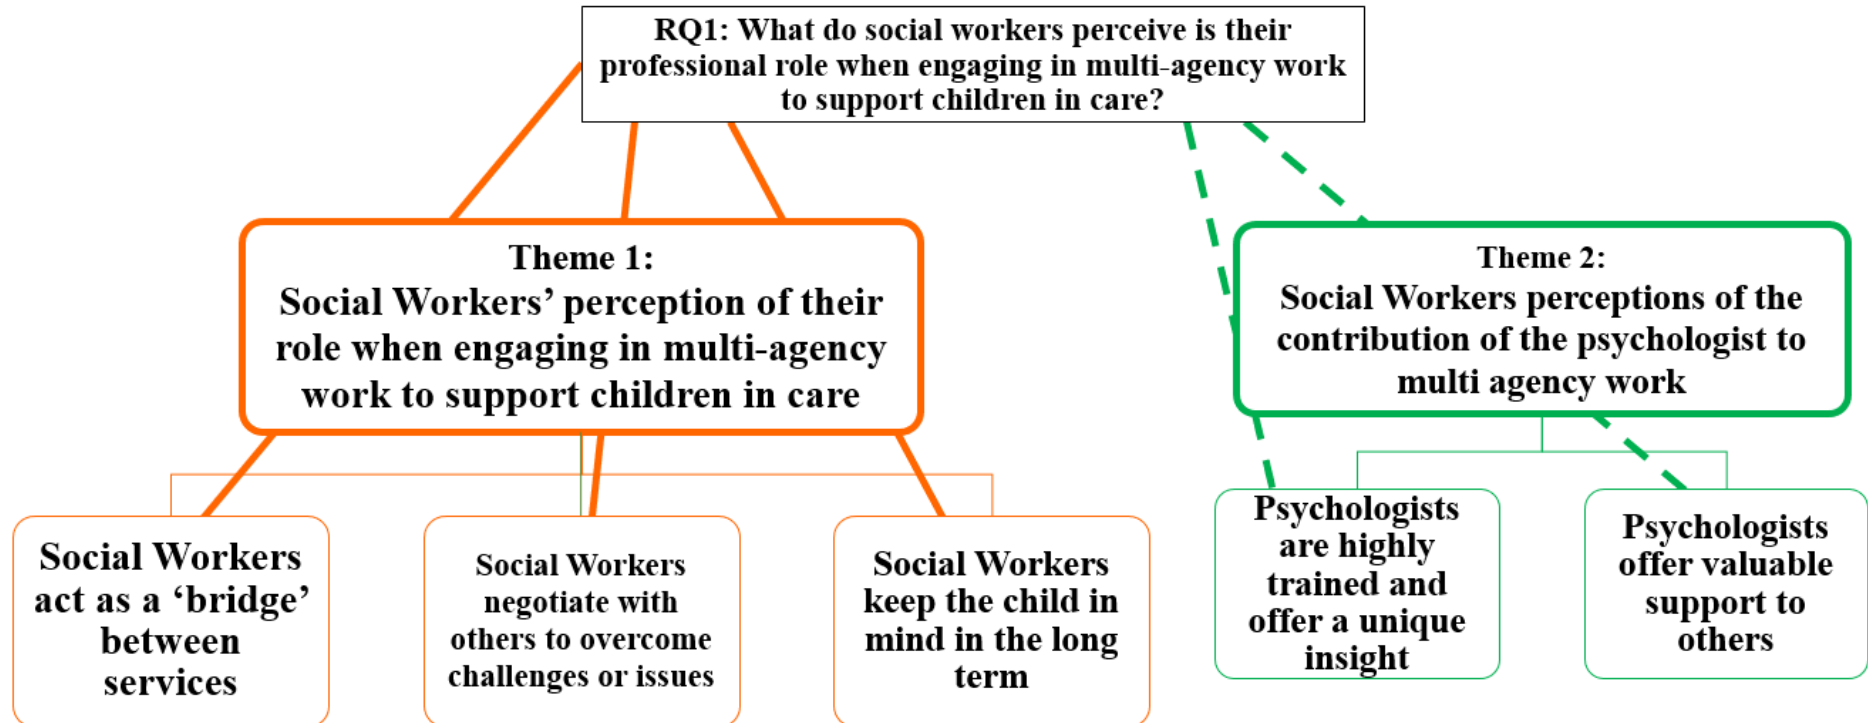 RQ1: What do social workers perceive is their
professional role when engaging in multi-agency work
to support children in care?
Theme 1:
Social Workers’ perception of their
role when engaging in multi-agency
work to support children in care
Theme 2:
Social Workers perceptions of the
contribution of the psychologist to
multi agency work
Social Workers
act as a ‘bridge’
between
services
Social Workers
negotiate with
others to overcome
challenges or issues
Social Workers
keep the child in
mind in the long
term
Psychologists
are highly
trained and
offer a unique
insight
Psychologists
offer valuable
support to
others